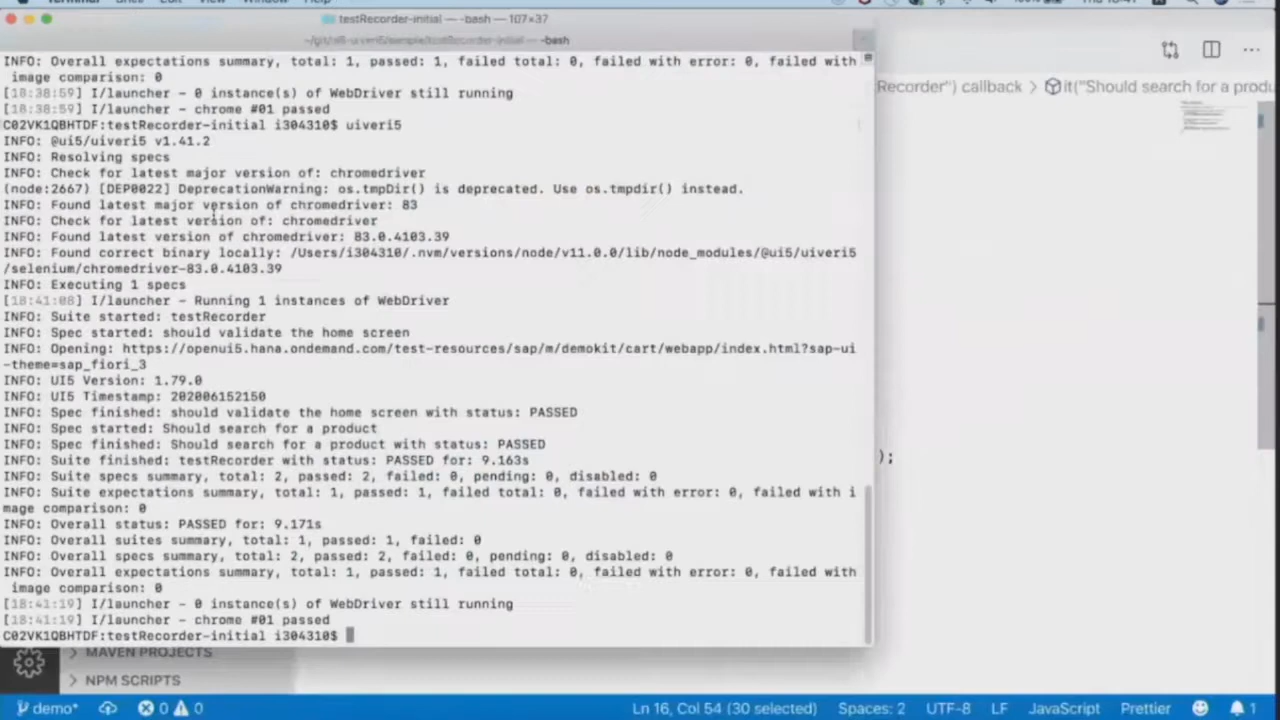 testRecorder-initial — -bash — 107×37
~/git/ui5-uiveri5/sample/testRecorder-initial — -bash
INFO: Overall expectations summary, total: 1, passed: 1, failed total: 0, failed with error: 0, failed with
image comparison: 0
[18:38:59] I/launcher - 0 instance(s) of WebDriver still running
[18:38:59] I/launcher - chrome #01 passed
C02VK1QBHTDF:testRecorder-initial i304310$ uiveri5
INFO: @ui5/uiveri5 v1.41.2
INFO: Resolving specs
INFO: Check for latest major version of: chromedriver
(node:2667) [DEP0022] DeprecationWarning: os.tmpDir() is deprecated. Use os.tmpdir() instead.
INFO: Found latest major version of chromedriver: 83
INFO: Check for latest version of: chromedriver
INFO: Found latest version of chromedriver: 83.0.4103.39
INFO: Found correct binary locally: /Users/i304310/.nvm/versions/node/v11.0.0/lib/node_modules/@ui5/uiveri5
/selenium/chromedriver-83.0.4103.39
INFO: Executing 1 specs
[18:41:08] I/launcher - Running 1 instances of WebDriver
INFO: Suite started: testRecorder
INFO: Spec started: should validate the home screen
INFO: Opening: https://openui5.hana.ondemand.com/test-resources/sap/m/demokit/cart/webapp/index.html?sap-ui
-theme=sap_fiori_3
INFO: UI5 Version: 1.79.0
INFO: UI5 Timestamp: 202006152150
INFO: Spec finished: should validate the home screen with status: PASSED
INFO: Spec started: Should search for a product
INFO: Spec finished: Should search for a product with status: PASSED
INFO: Suite finished: testRecorder with status: PASSED for: 9.163s
INFO: Suite specs summary, total: 2, passed: 2, failed: 0, pending: 0, disabled: 0
INFO: Suite expectations summary, total: 1, passed: 1, failed total: 0, failed with error: 0, failed with i
mage comparison: 0
INFO: Overall status: PASSED for: 9.171s
INFO: Overall suites summary, total: 1, passed: 1, failed: 0
INFO: Overall specs summary, total: 2, passed: 2, failed: 0, pending: 0, disabled: 0
INFO: Overall expectations summary, total: 1, passed: 1, failed total: 0, failed with error: 0, failed with
image comparison: 0
[18:41:19] I/launcher - 0 instance(s) of WebDriver still running
[18:41:19] I/launcher - chrome #01 passed
C02VK1QBHTDF:testRecorder-initial i304310$
Recorder") callback > it("Should search for a produ
);
> MAVEN PROJECTS
> NPM SCRIPTS
demo* 0 0 Ln 16, Col 54 (30 selected) Spaces: 2 UTF-8 LF JavaScript Prettier 1